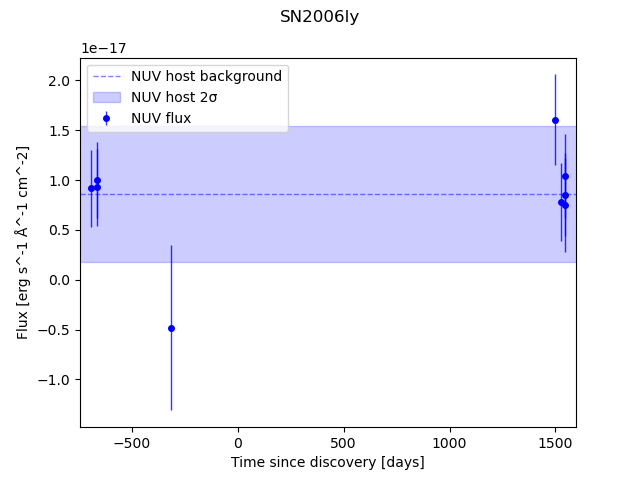 SN2006ly
1e−17
NUV host background
NUV host 2σ
NUV flux
2.0
1.5
1.0
0.5
0.0
−0.5
−1.0
Flux [erg s^-1 Å^-1 cm^-2]
−500
0
500
1000
1500
Time since discovery [days]